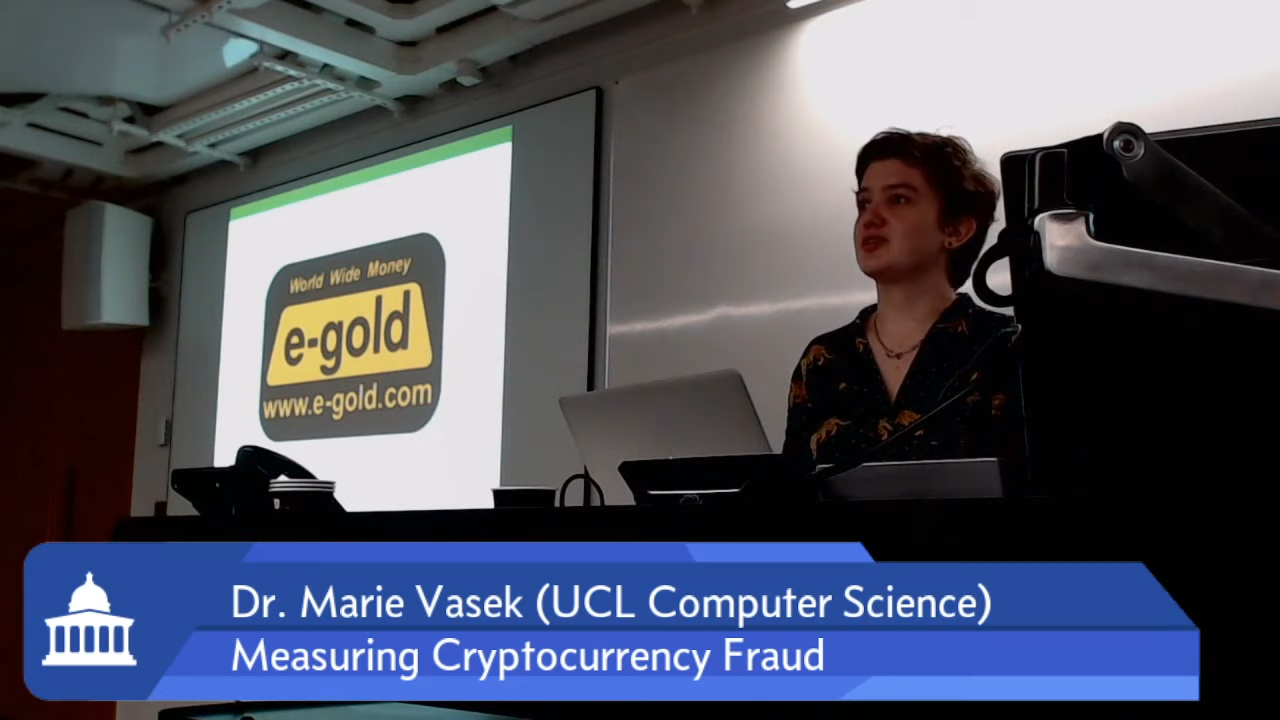 World Wide Money
e-gold
www.e-gold.com
Dr. Marie Vasek (UCL Computer Science)
Measuring Cryptocurrency Fraud